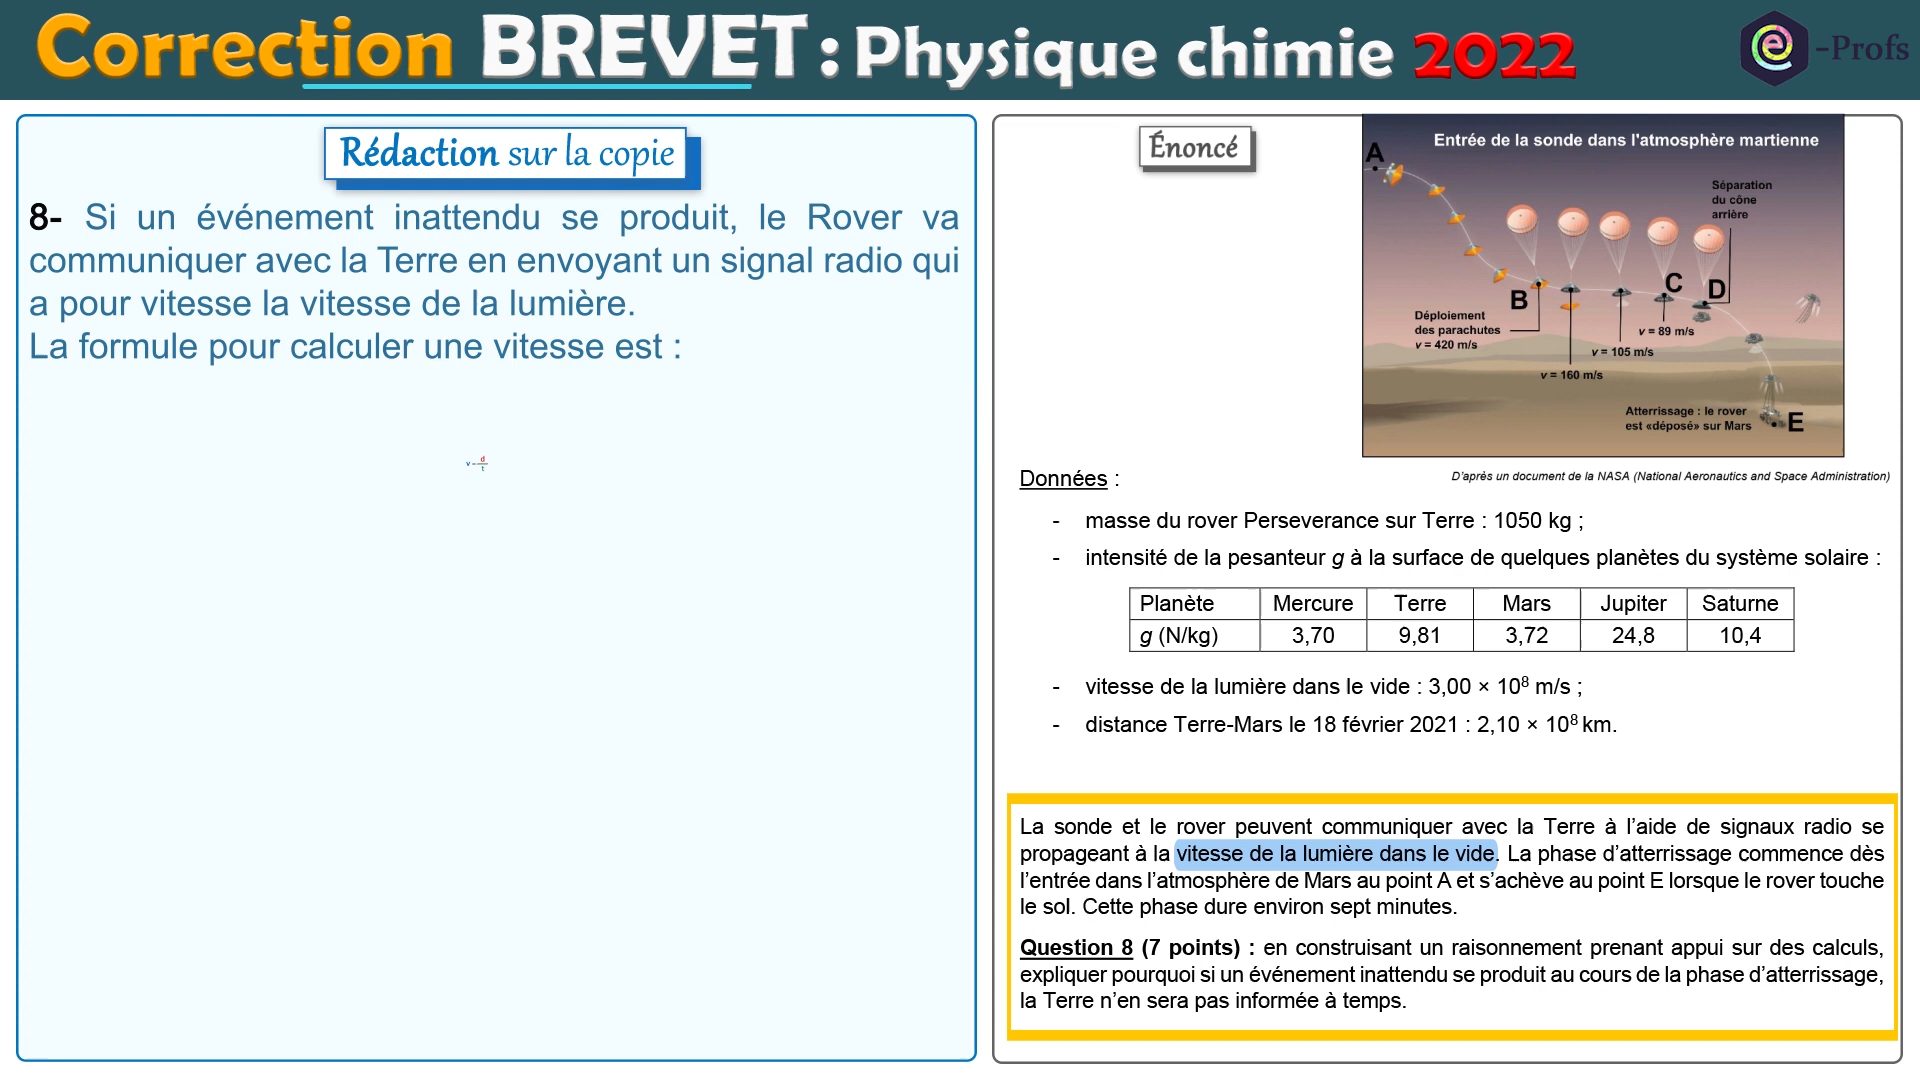 Correction BREVET : Physique chimie 2022
e -Profs
Rédaction sur la copie
8- Si un événement inattendu se produit, le Rover va
communiquer avec la Terre en envoyant un signal radio qui
a pour vitesse la vitesse de la lumière.
La formule pour calculer une vitesse est :
v = d/t
Énoncé
Entrée de la sonde dans l'atmosphère martienne
A
Séparation
du cône
arrière
B
C
D
Déploiement
des parachutes
v = 420 m/s
v = 89 m/s
v = 105 m/s
v = 160 m/s
Atterrissage : le rover
est «déposé» sur Mars
E
D'après un document de la NASA (National Aeronautics and Space Administration)
Données :
- masse du rover Perseverance sur Terre : 1050 kg ;
- intensité de la pesanteur g à la surface de quelques planètes du système solaire :
Planète Mercure Terre Mars Jupiter Saturne
g (N/kg) 3,70 9,81 3,72 24,8 10,4
- vitesse de la lumière dans le vide : 3,00 × 10⁸ m/s ;
- distance Terre-Mars le 18 février 2021 : 2,10 × 10⁸ km.
La sonde et le rover peuvent communiquer avec la Terre à l’aide de signaux radio se
propageant à la vitesse de la lumière dans le vide. La phase d’atterrissage commence dès
l’entrée dans l’atmosphère de Mars au point A et s’achève au point E lorsque le rover touche
le sol. Cette phase dure environ sept minutes.
Question 8 (7 points) : en construisant un raisonnement prenant appui sur des calculs,
expliquer pourquoi si un événement inattendu se produit au cours de la phase d’atterrissage,
la Terre n’en sera pas informée à temps.